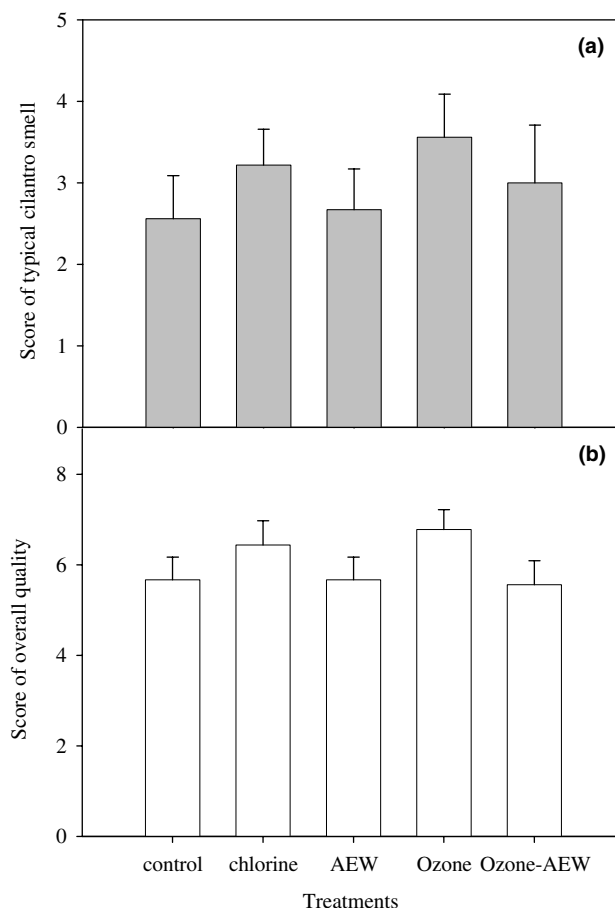 (a)
Score of typical cilantro smell
5
4
3
2
1
0
(b)
Score of overall quality
8
6
4
2
0
control chlorine AEW Ozone Ozone-AEW
Treatments